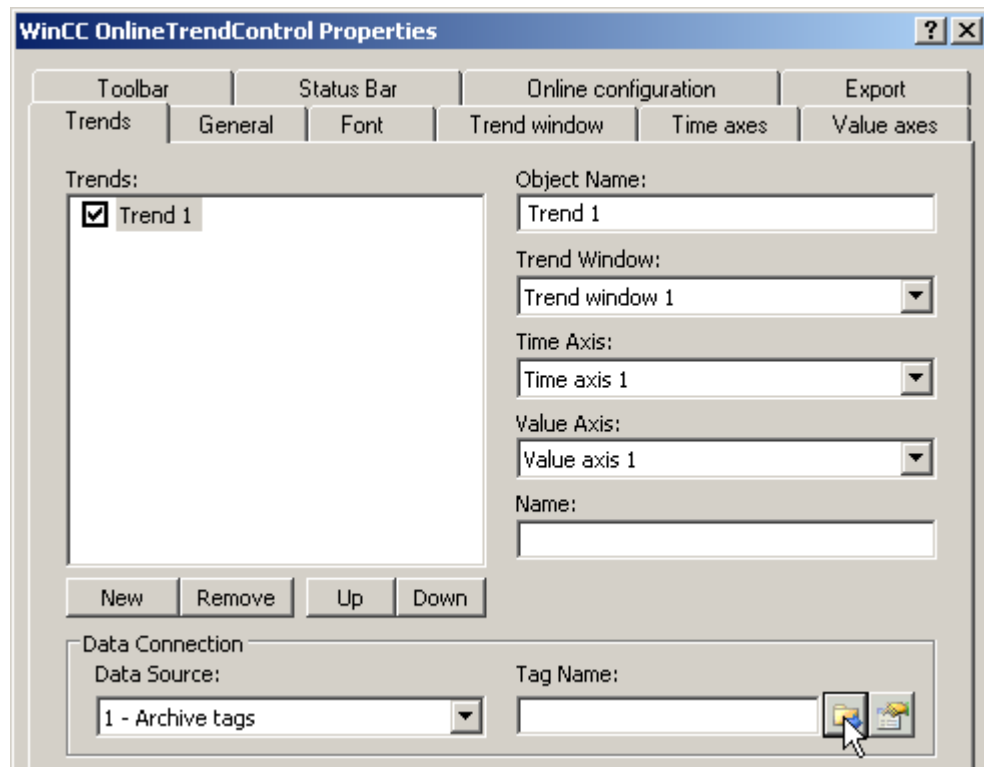 WinCC OnlineTrendControl Properties
Toolbar Status Bar Online configuration Export
Trends General Font Trend window Time axes Value axes
Trends:
Trend 1
Object Name:
Trend 1
Trend Window:
Trend window 1
Time Axis:
Time axis 1
Value Axis:
Value axis 1
Name:
New Remove Up Down
Data Connection
Data Source:
1 - Archive tags
Tag Name: